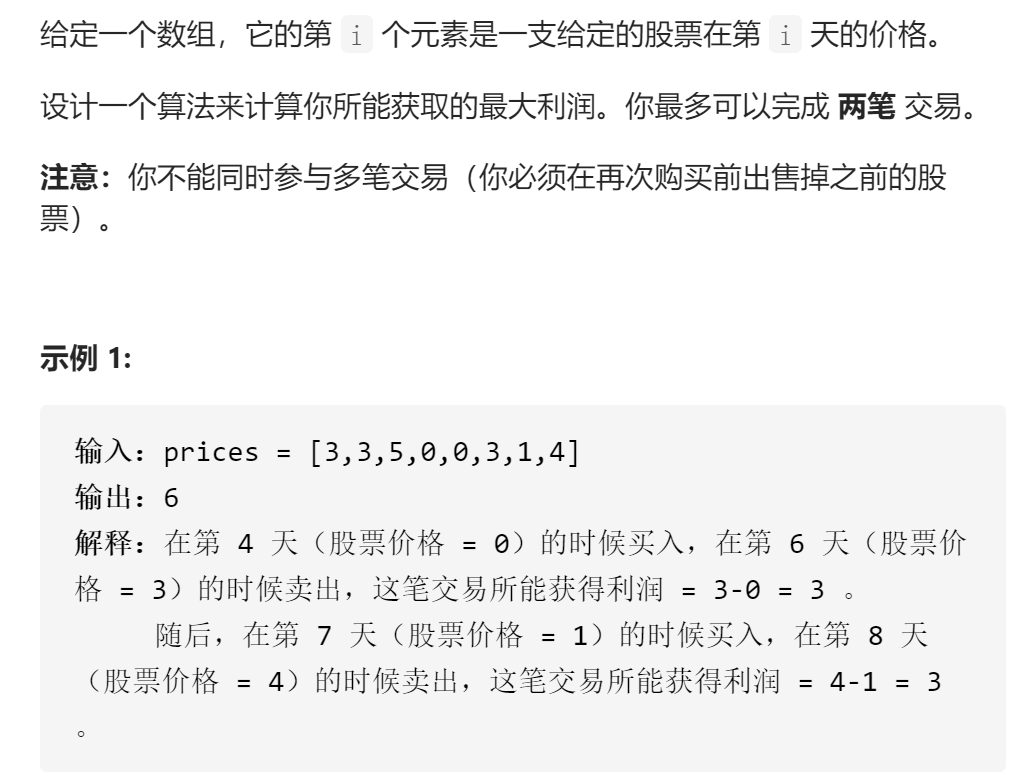 给定一个数组，它的第 i 个元素是一支给定的股票在第 i 天的价格。
设计一个算法来计算你所能获取的最大利润。你最多可以完成 两笔 交易。
注意：你不能同时参与多笔交易（你必须在再次购买前出售掉之前的股
票）。
示例 1:
输入：prices = [3,3,5,0,0,3,1,4]
输出：6
解释：在第 4 天（股票价格 = 0）的时候买入，在第 6 天（股票价
格 = 3）的时候卖出，这笔交易所能获得利润 = 3-0 = 3 。
随后，在第 7 天（股票价格 = 1）的时候买入，在第 8 天
（股票价格 = 4）的时候卖出，这笔交易所能获得利润 = 4-1 = 3
。